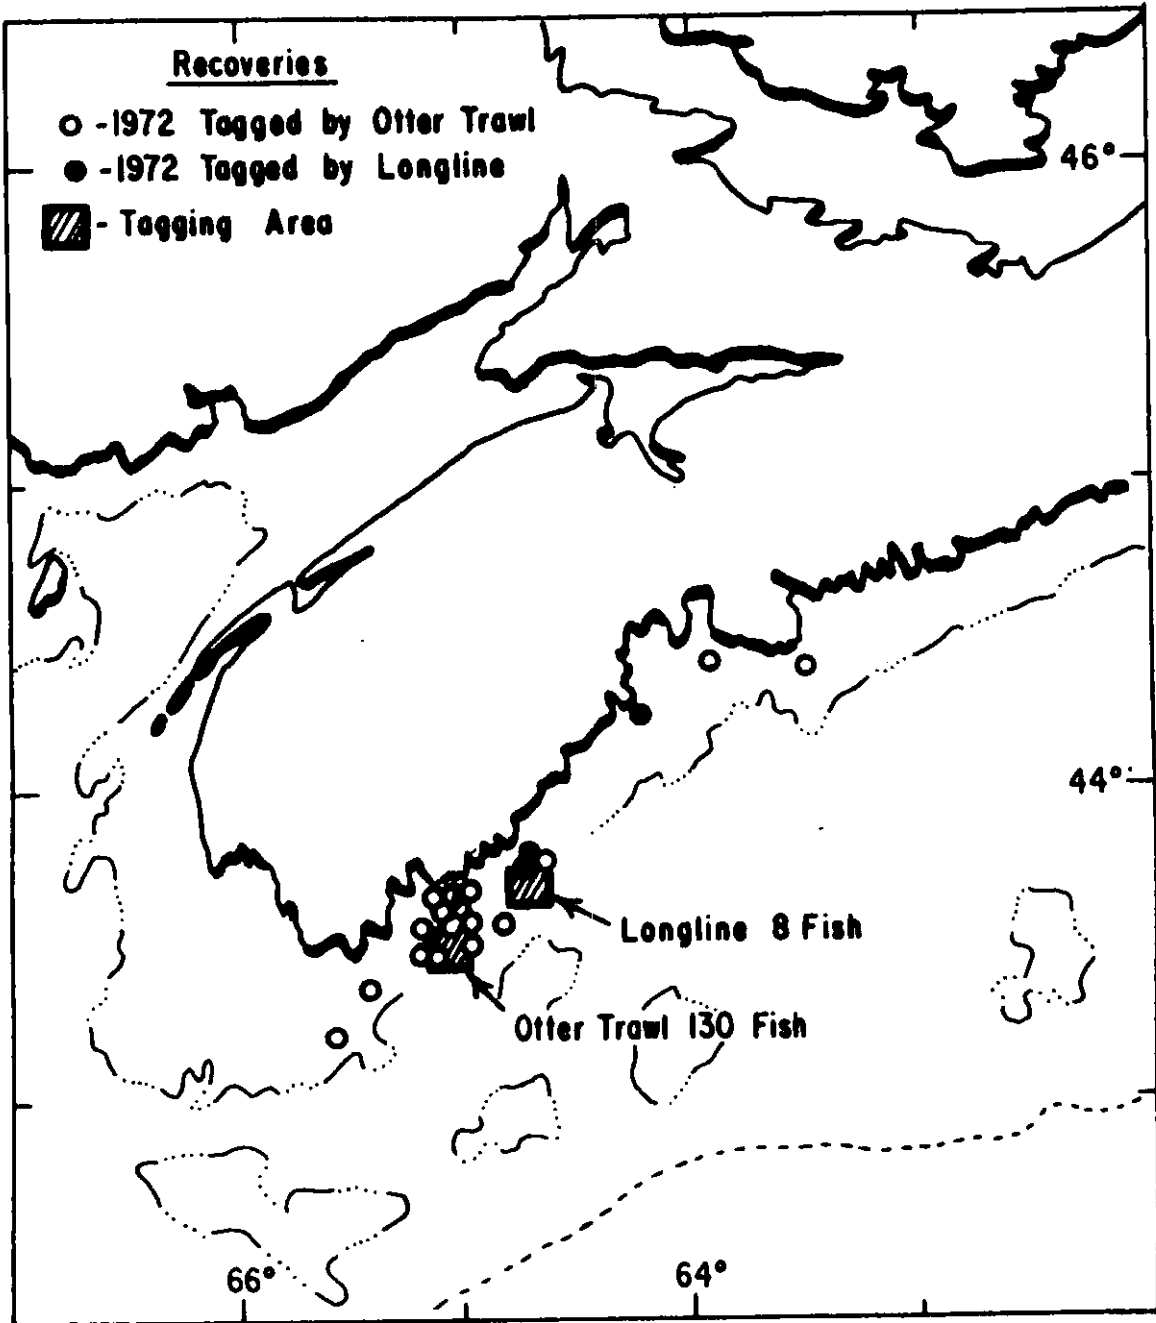 Recoveries
-1972 Tagged by Otter Trawl
-1972 Tagged by Longline
- Tagging Area
46°
44°
Longline 8 Fish
Otter Trawl 130 Fish
66°
64°